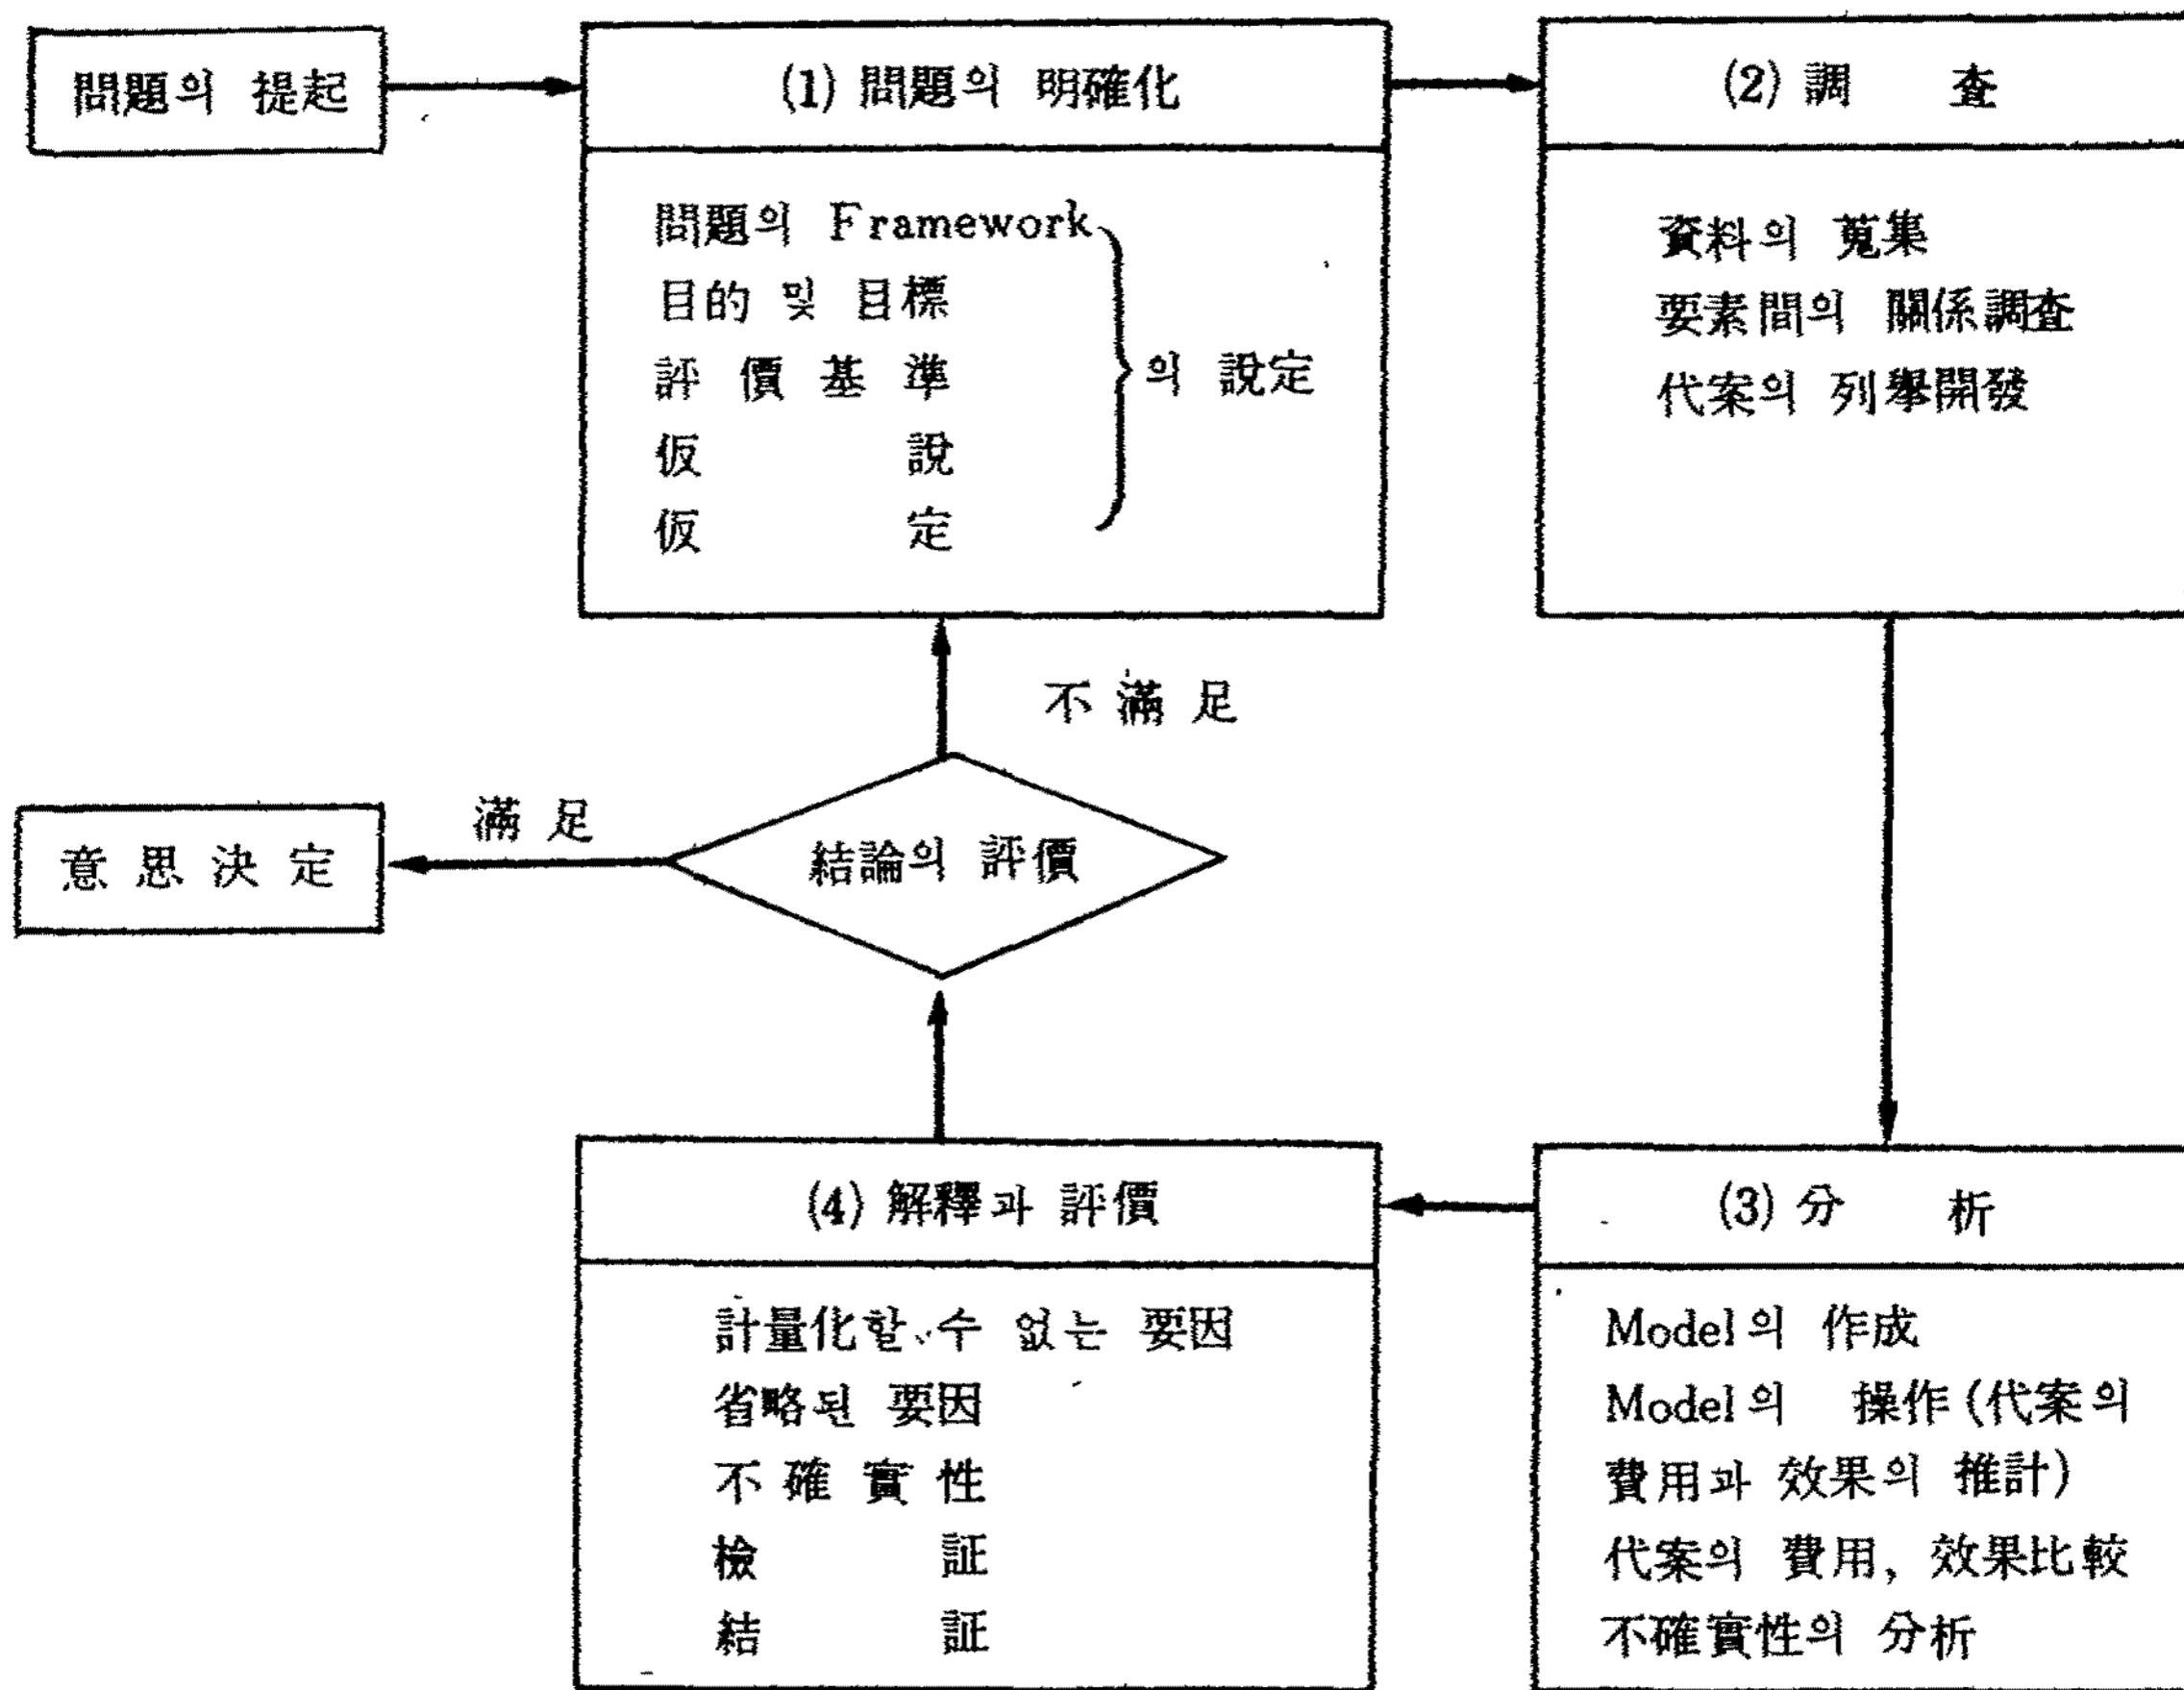 問題의 提起
(1) 問題의 明確化
問題의 Framework
目的 및 目標
評 價 基 準
仮 說
仮 定
의 設定
(2) 調 査
資料의 蒐集
要素間의 關係調査
代案의 列擧開發
不 滿 足
滿 足
結論의 評價
意 思 決 定
(3) 分 析
Model의 作成
Model의 操作(代案의
費用과 效果의 推計)
代案의 費用, 效果比較
不確實性의 分析
(4) 解釋과 評價
計量化할 수 없는 要因
省略된 要因
不 確 實 性
檢 証
結 証